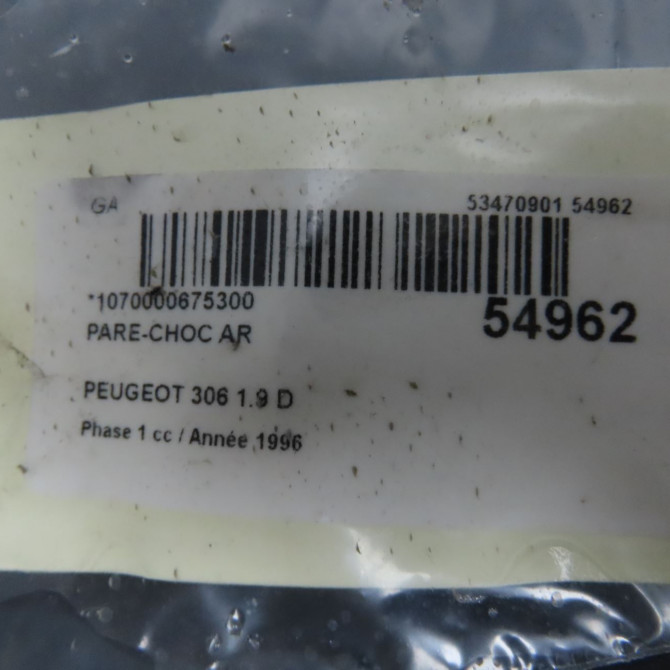 GA
53470901 54962
*1070000675300
54962
PARE-CHOC AR
PEUGEOT 306 1.9 D
Phase 1 cc / Année 1996